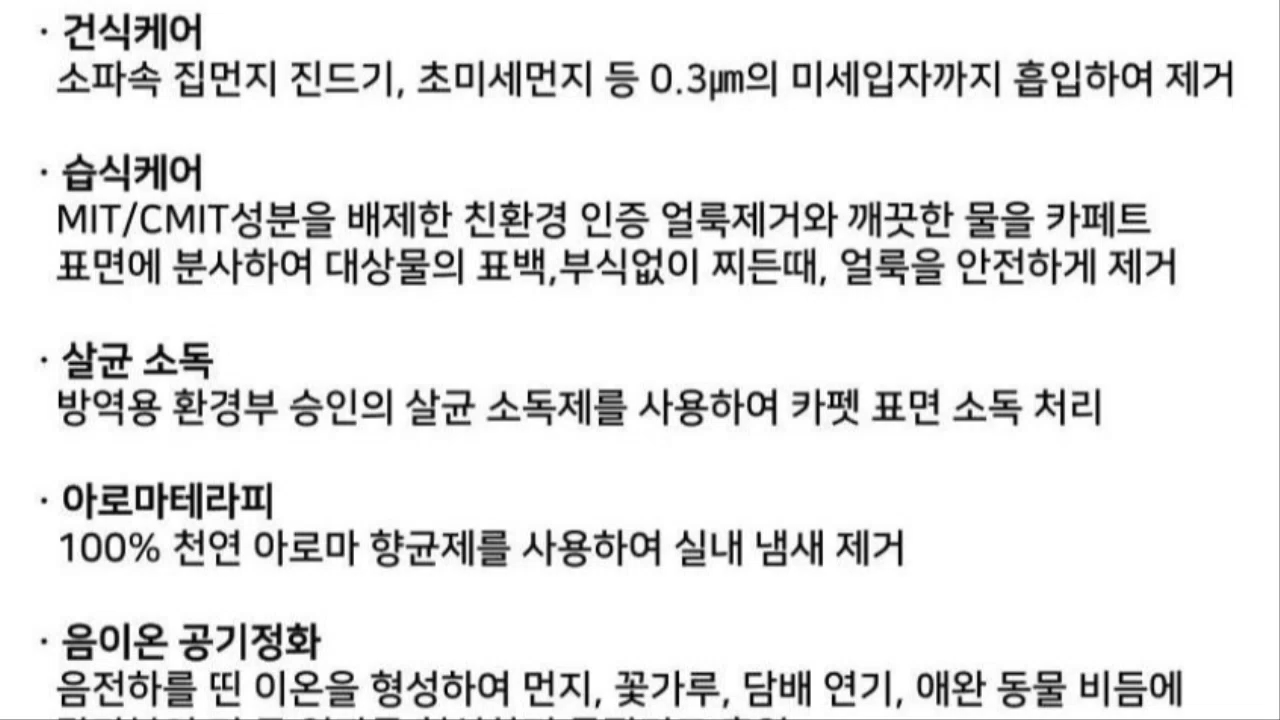 · 건식케어
소파속 집먼지 진드기, 초미세먼지 등 0.3㎛의 미세입자까지 흡입하여 제거
· 습식케어
MIT/CMIT성분을 배제한 친환경 인증 얼룩제거와 깨끗한 물을 카페트
표면에 분사하여 대상물의 표백,부식없이 찌든때, 얼룩을 안전하게 제거
· 살균 소독
방역용 환경부 승인의 살균 소독제를 사용하여 카펫 표면 소독 처리
· 아로마테라피
100% 천연 아로마 향균제를 사용하여 실내 냄새 제거
· 음이온 공기정화
음전하를 띤 이온을 형성하여 먼지, 꽃가루, 담배 연기, 애완 동물 비듬에